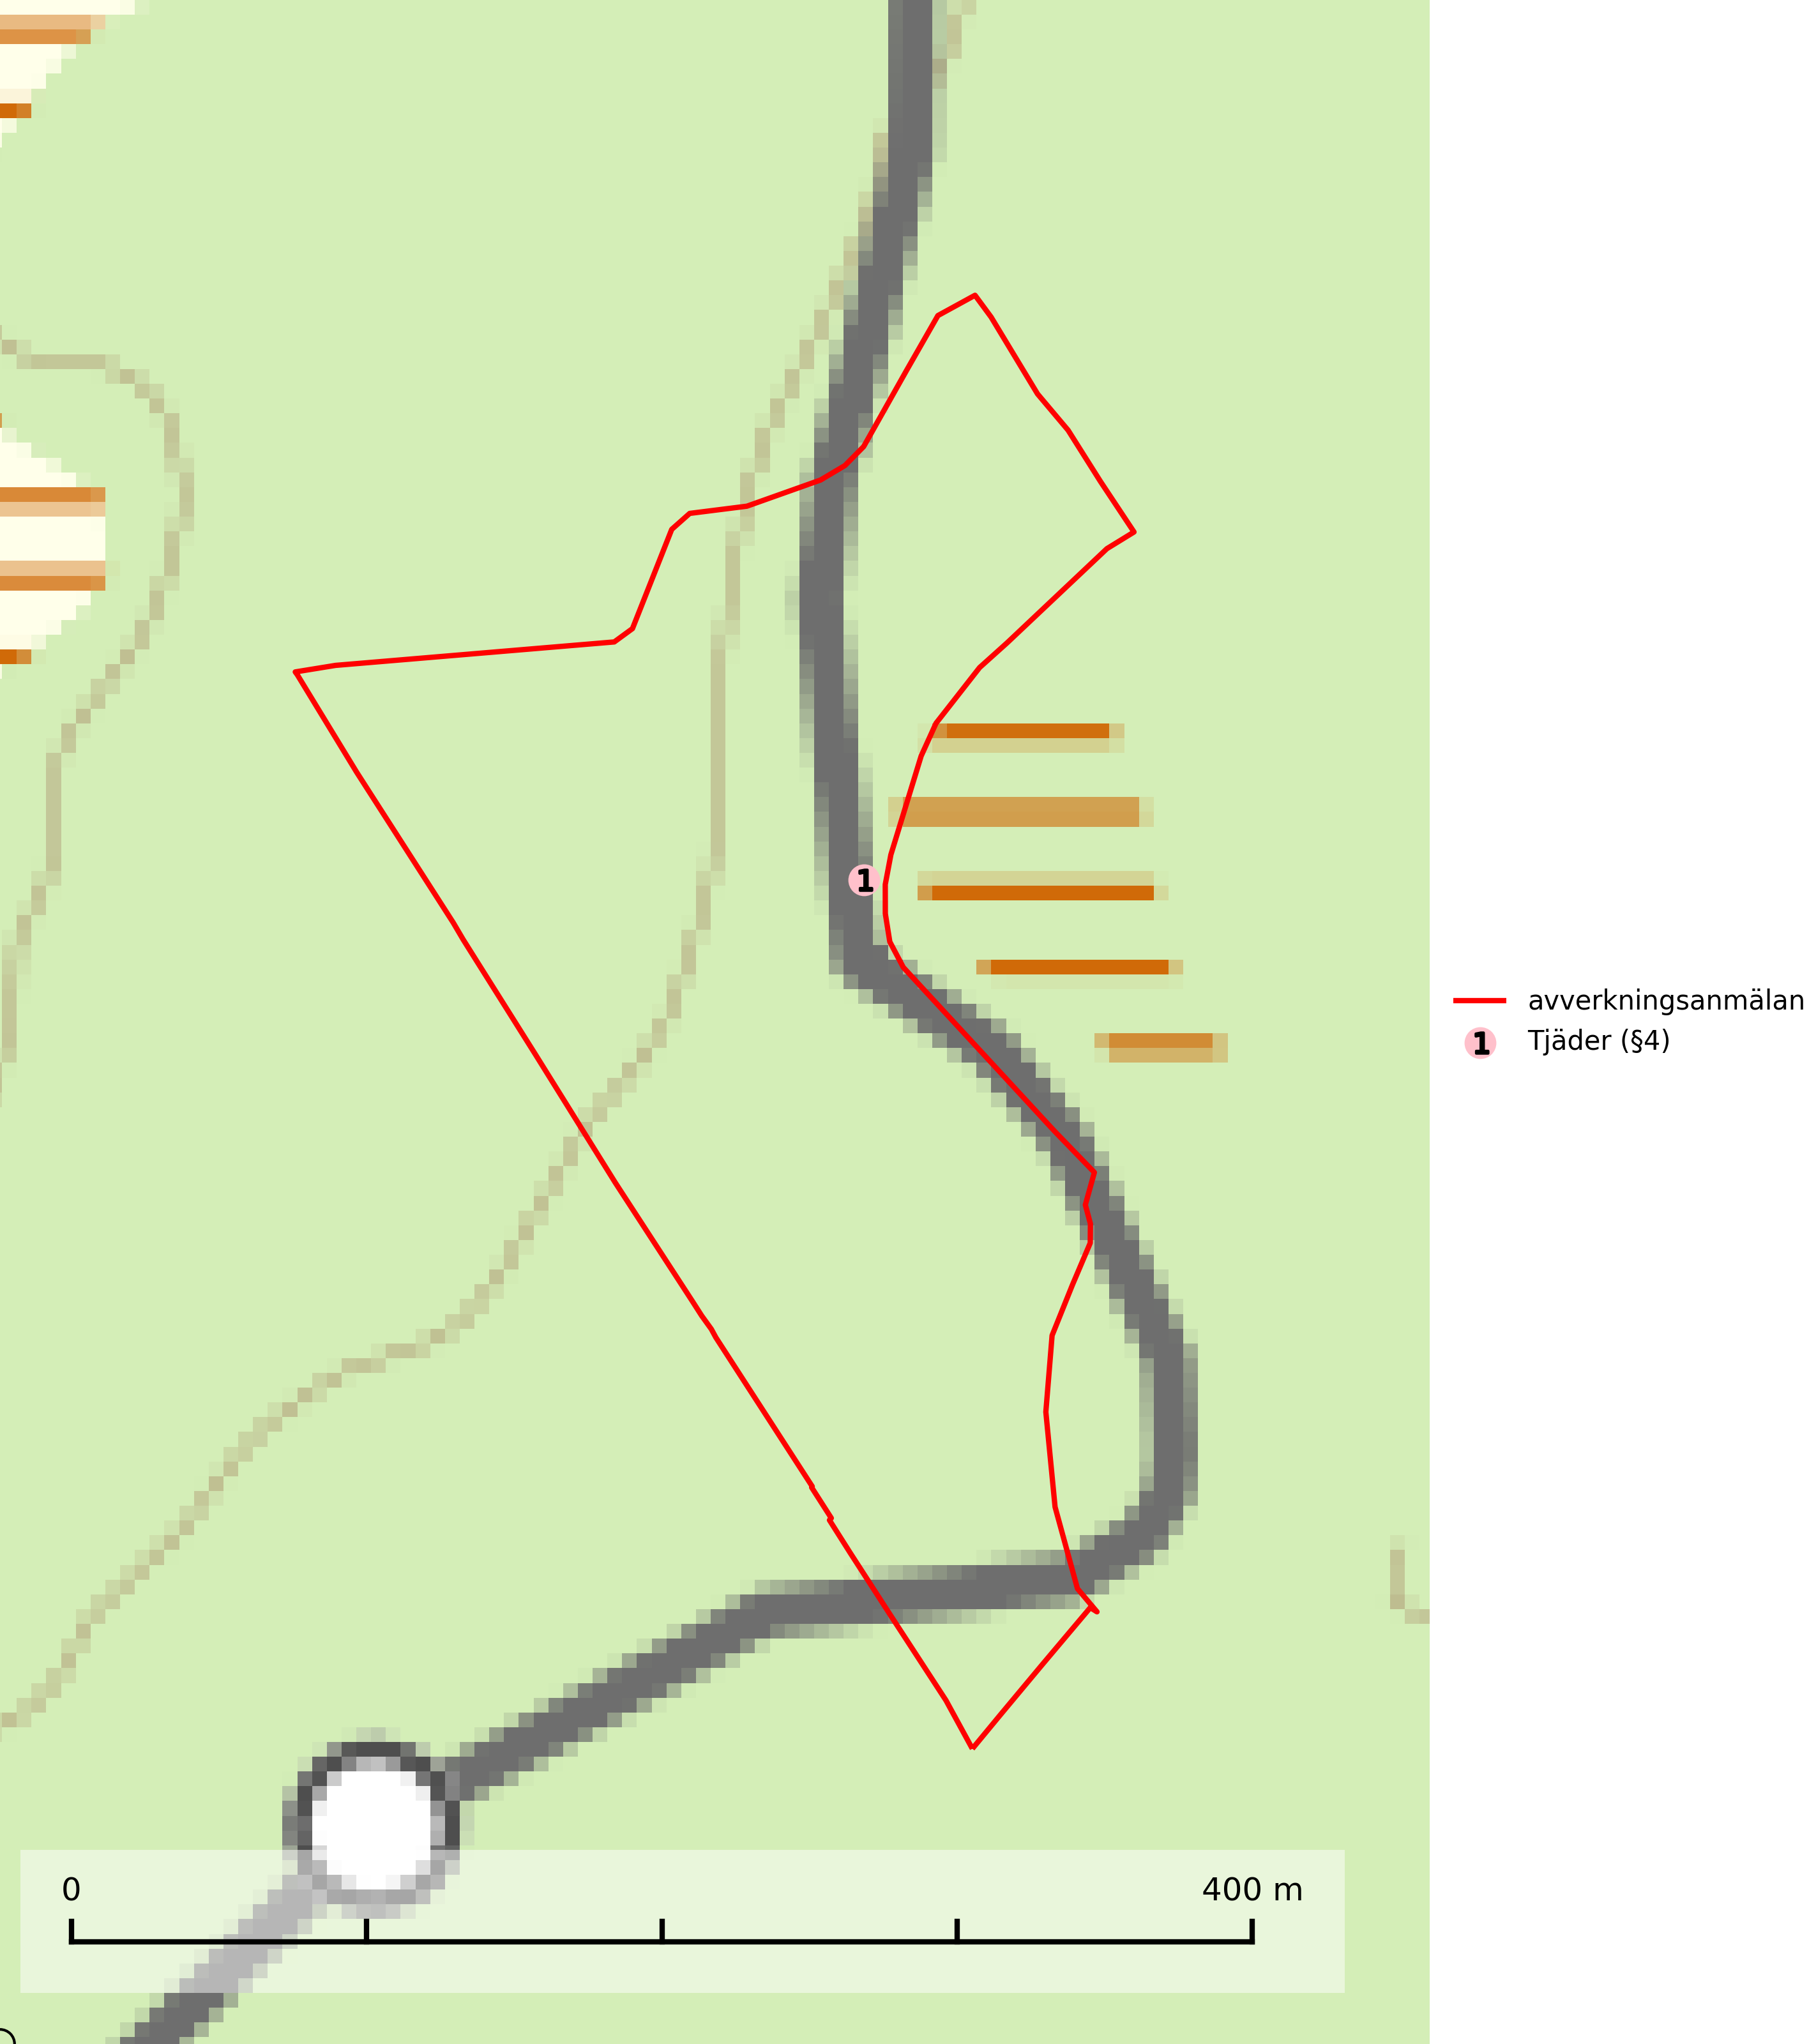 1
avverkningsanmälan
1 Tjäder (§4)
0 400 m